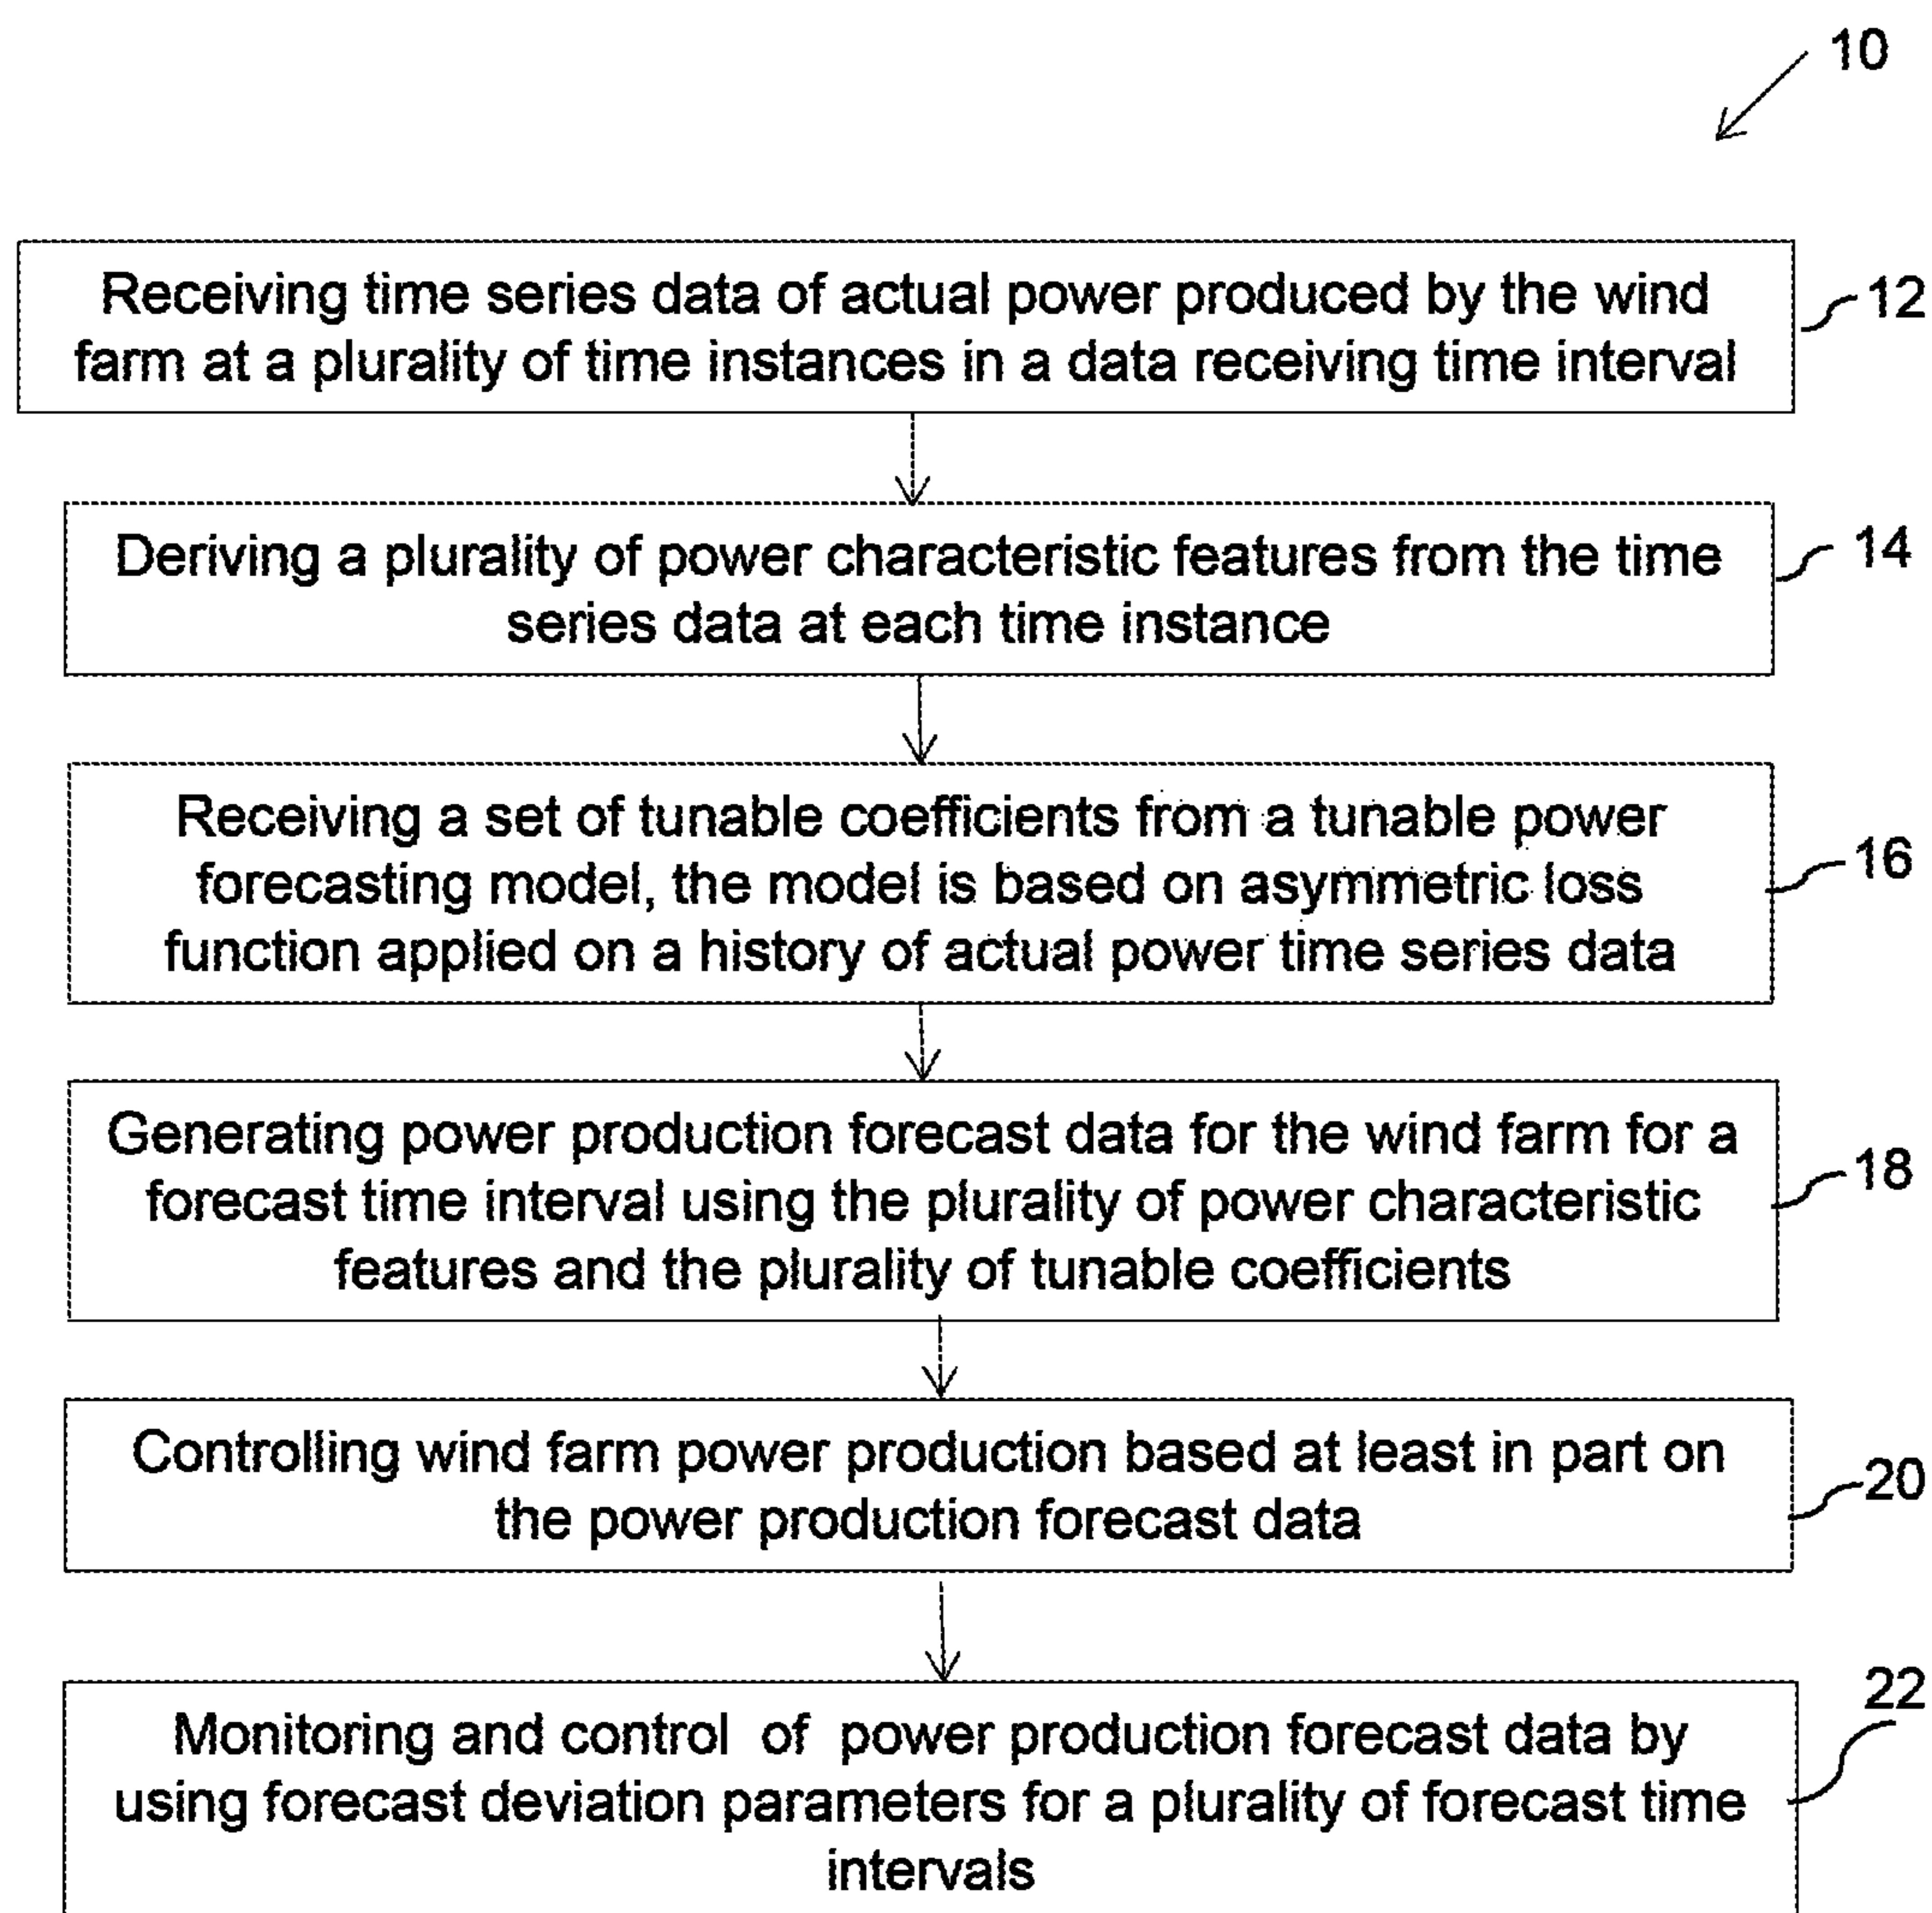 10
Receiving time series data of actual power produced by the wind
farm at a plurality of time instances in a data receiving time interval
12
Deriving a plurality of power characteristic features from the time
series data at each time instance
14
Receiving a set of tunable coefficients from a tunable power
forecasting model, the model is based on asymmetric loss
function applied on a history of actual power time series data
16
Generating power production forecast data for the wind farm for a
forecast time interval using the plurality of power characteristic
features and the plurality of tunable coefficients
18
Controlling wind farm power production based at least in part on
the power production forecast data
20
Monitoring and control of power production forecast data by
using forecast deviation parameters for a plurality of forecast time
intervals
22